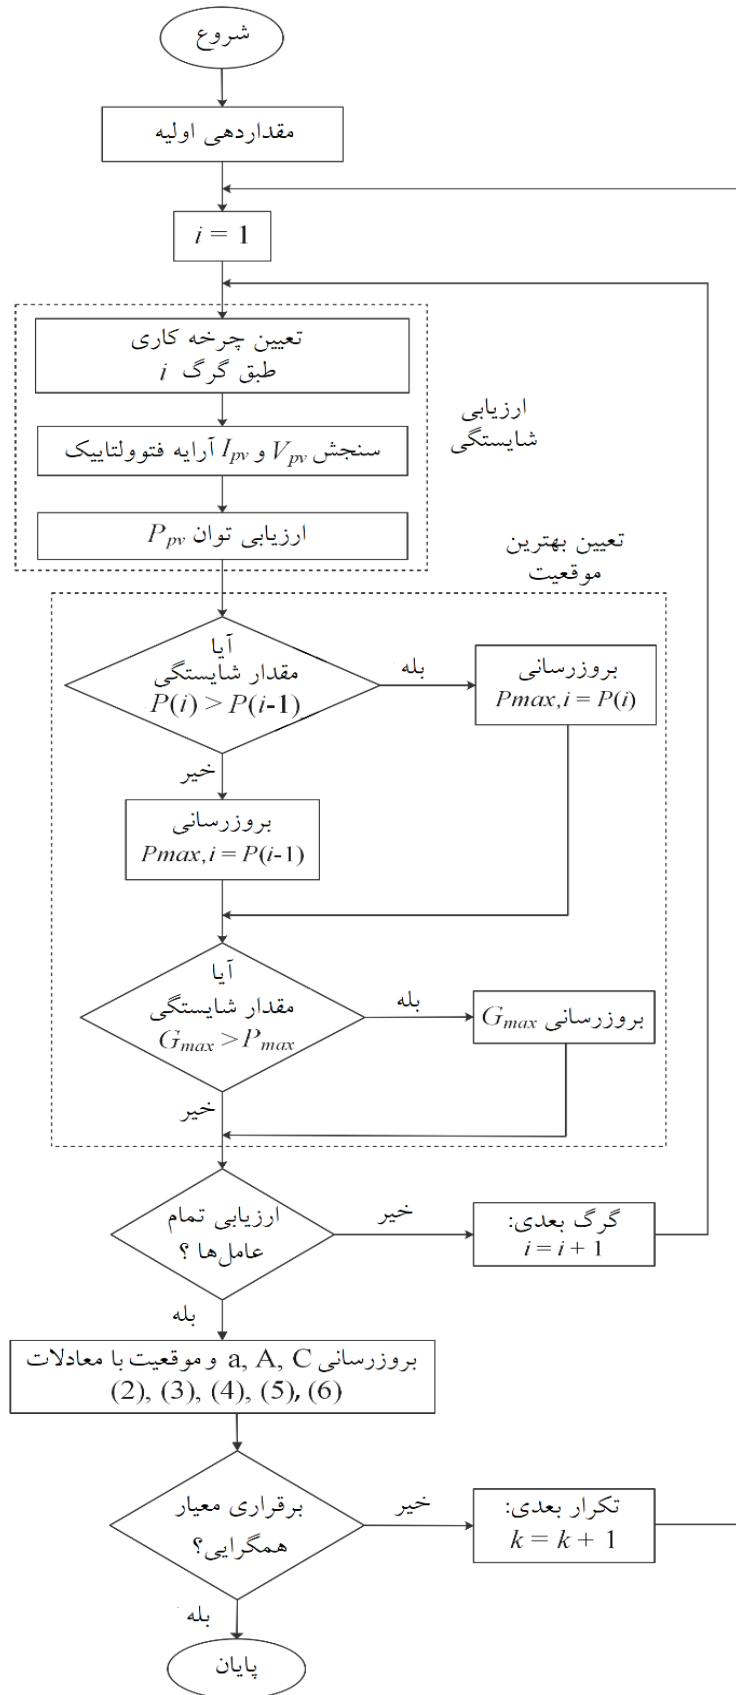 شروع
مقداردهی اولیه
i = 1
تعیین چرخه کاری
طبق گرگ i
ارزیابی
شایستگی
سنجش Vpv و Ipv آرایه فتوولتاییک
ارزیابی توان Ppv
تعیین بهترین
موقعیت
آیا
مقدار شایستگی
P(i) > P(i-1)
بله
بروزرسانی
Pmax,i = P(i)
خیر
بروزرسانی
Pmax,i = P(i-1)
آیا
مقدار شایستگی
Gmax > Pmax
بله
بروزرسانی Gmax
خیر
ارزیابی تمام
عامل‌ها ؟
خیر
گرگ بعدی:
i = i + 1
بله
بروزرسانی a, A, C و موقعیت با معادلات
(2), (3), (4), (5), (6)
برقراری معیار
همگرایی؟
خیر
تکرار بعدی:
k = k + 1
بله
پایان